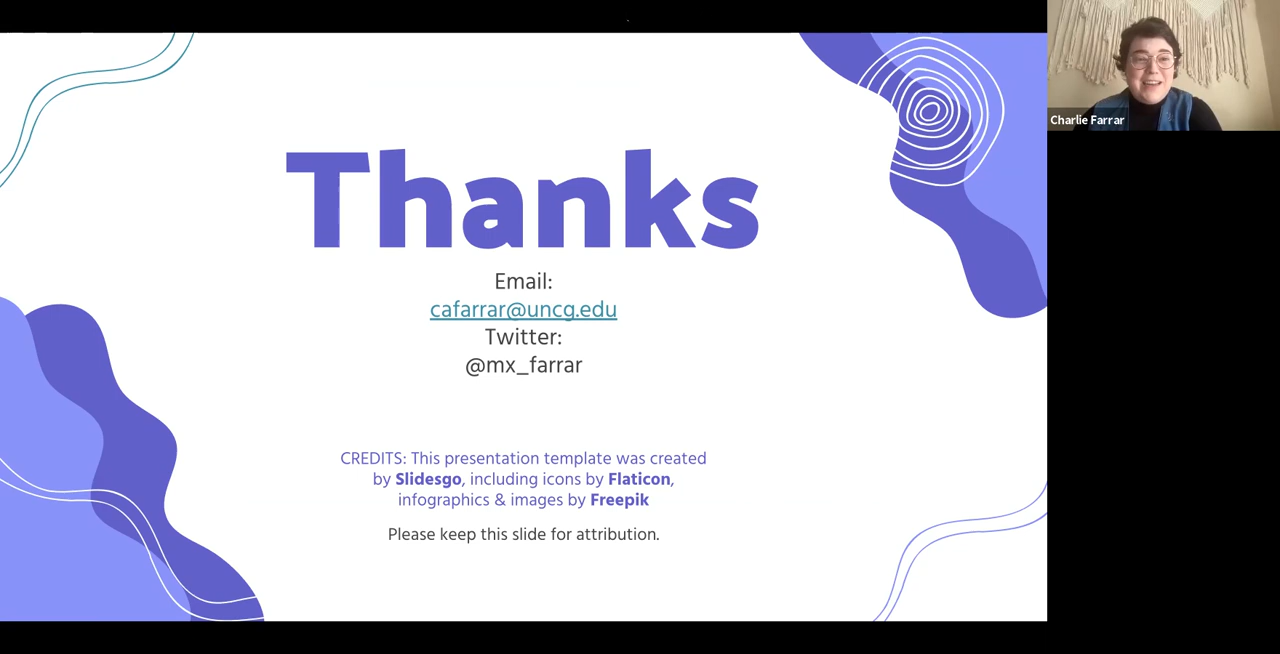 Charlie Farrar
Thanks
Email:
cafarrar@uncg.edu
Twitter:
@mx_farrar
CREDITS: This presentation template was created
by Slidesgo, including icons by Flaticon,
infographics & images by Freepik
Please keep this slide for attribution.